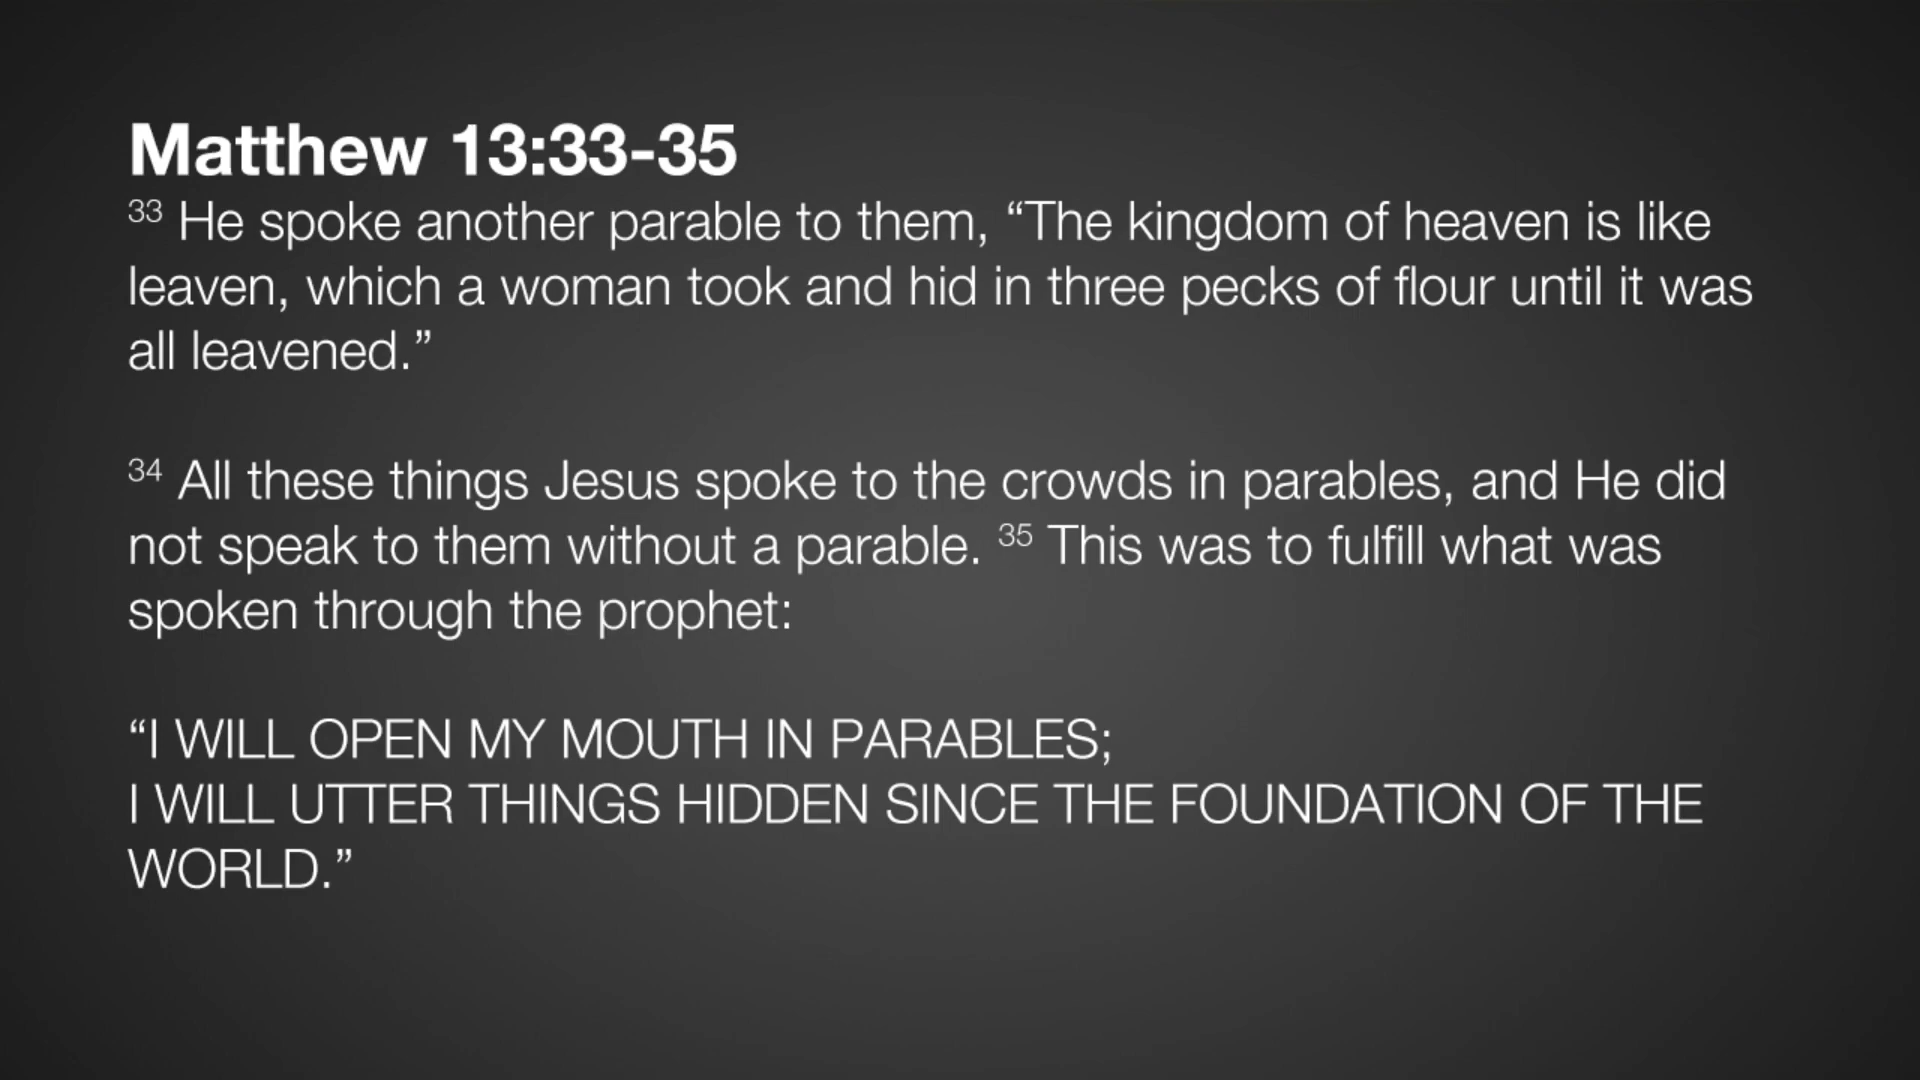 Matthew 13:33-35
33 He spoke another parable to them, “The kingdom of heaven is like
leaven, which a woman took and hid in three pecks of flour until it was
all leavened.”
34 All these things Jesus spoke to the crowds in parables, and He did
not speak to them without a parable. 35 This was to fulfill what was
spoken through the prophet:
“I WILL OPEN MY MOUTH IN PARABLES;
I WILL UTTER THINGS HIDDEN SINCE THE FOUNDATION OF THE
WORLD.”